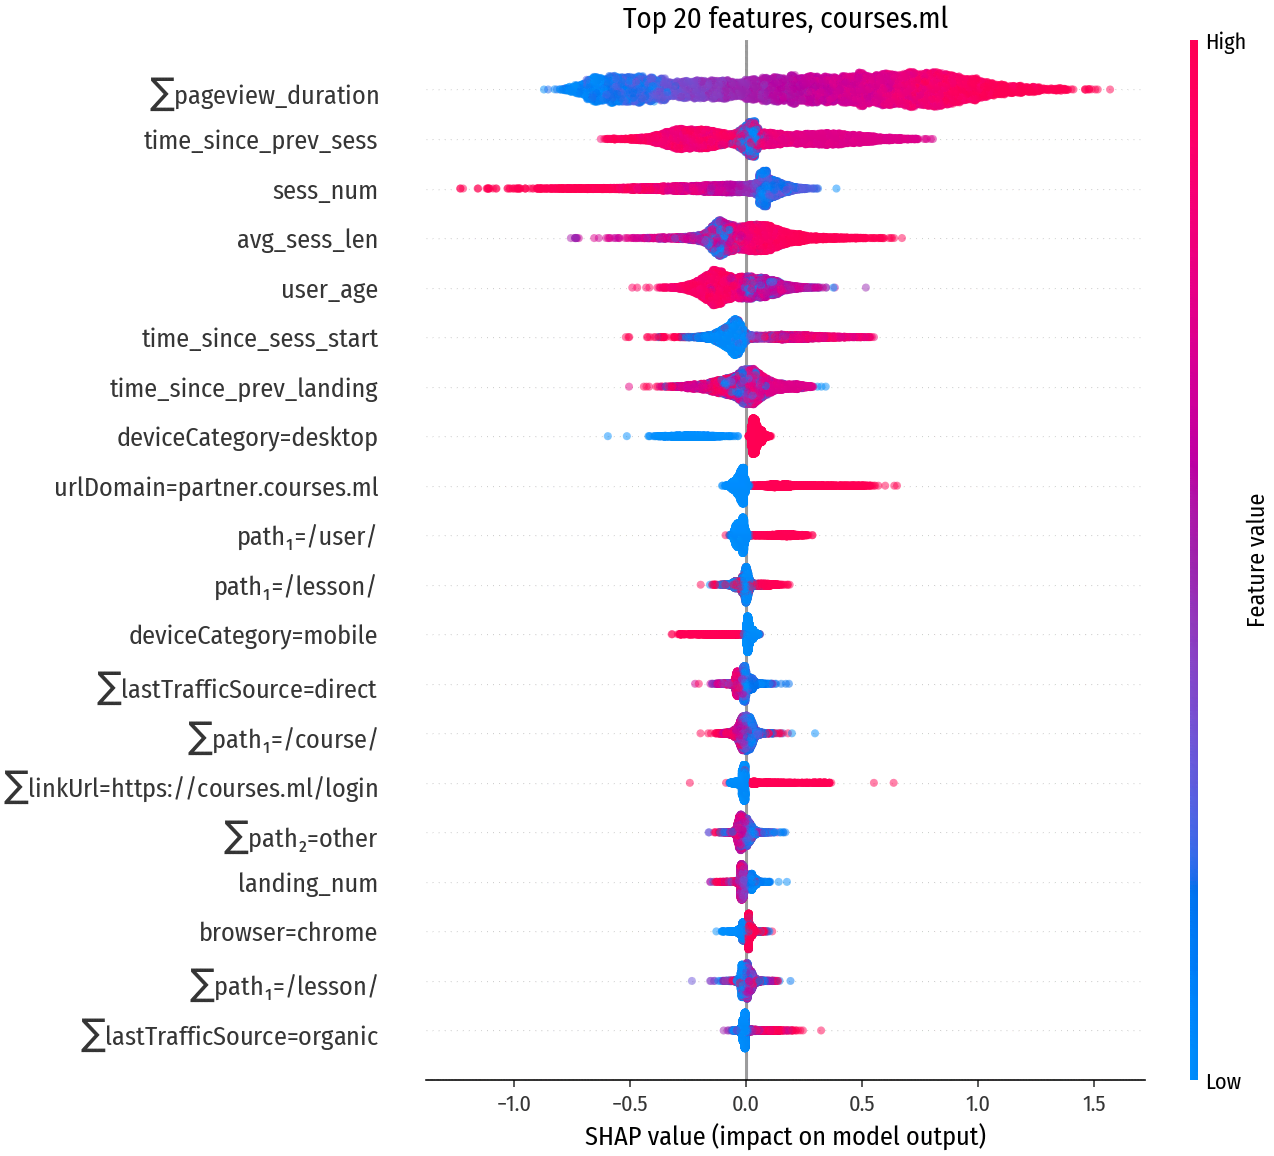 Top 20 features, courses.ml
High
∑pageview_duration
time_since_prev_sess
sess_num
avg_sess_len
user_age
time_since_sess_start
time_since_prev_landing
deviceCategory=desktop
urlDomain=partner.courses.ml
path₁=/user/
path₁=/lesson/
deviceCategory=mobile
∑lastTrafficSource=direct
∑path₁=/course/
∑linkUrl=https://courses.ml/login
∑path₂=other
landing_num
browser=chrome
∑path₁=/lesson/
∑lastTrafficSource=organic
Feature value
Low
−1.0 −0.5 0.0 0.5 1.0 1.5
SHAP value (impact on model output)